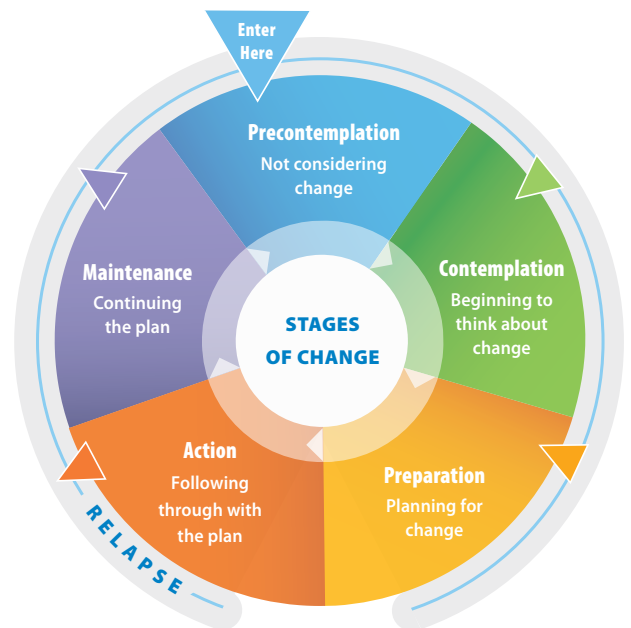 Enter
Here
Precontemplation
Not considering
change
Contemplation
Beginning to
think about
change
Preparation
Planning for
change
Action
Following
through with
the plan
Maintenance
Continuing
the plan
STAGES
OF CHANGE
RELAPSE